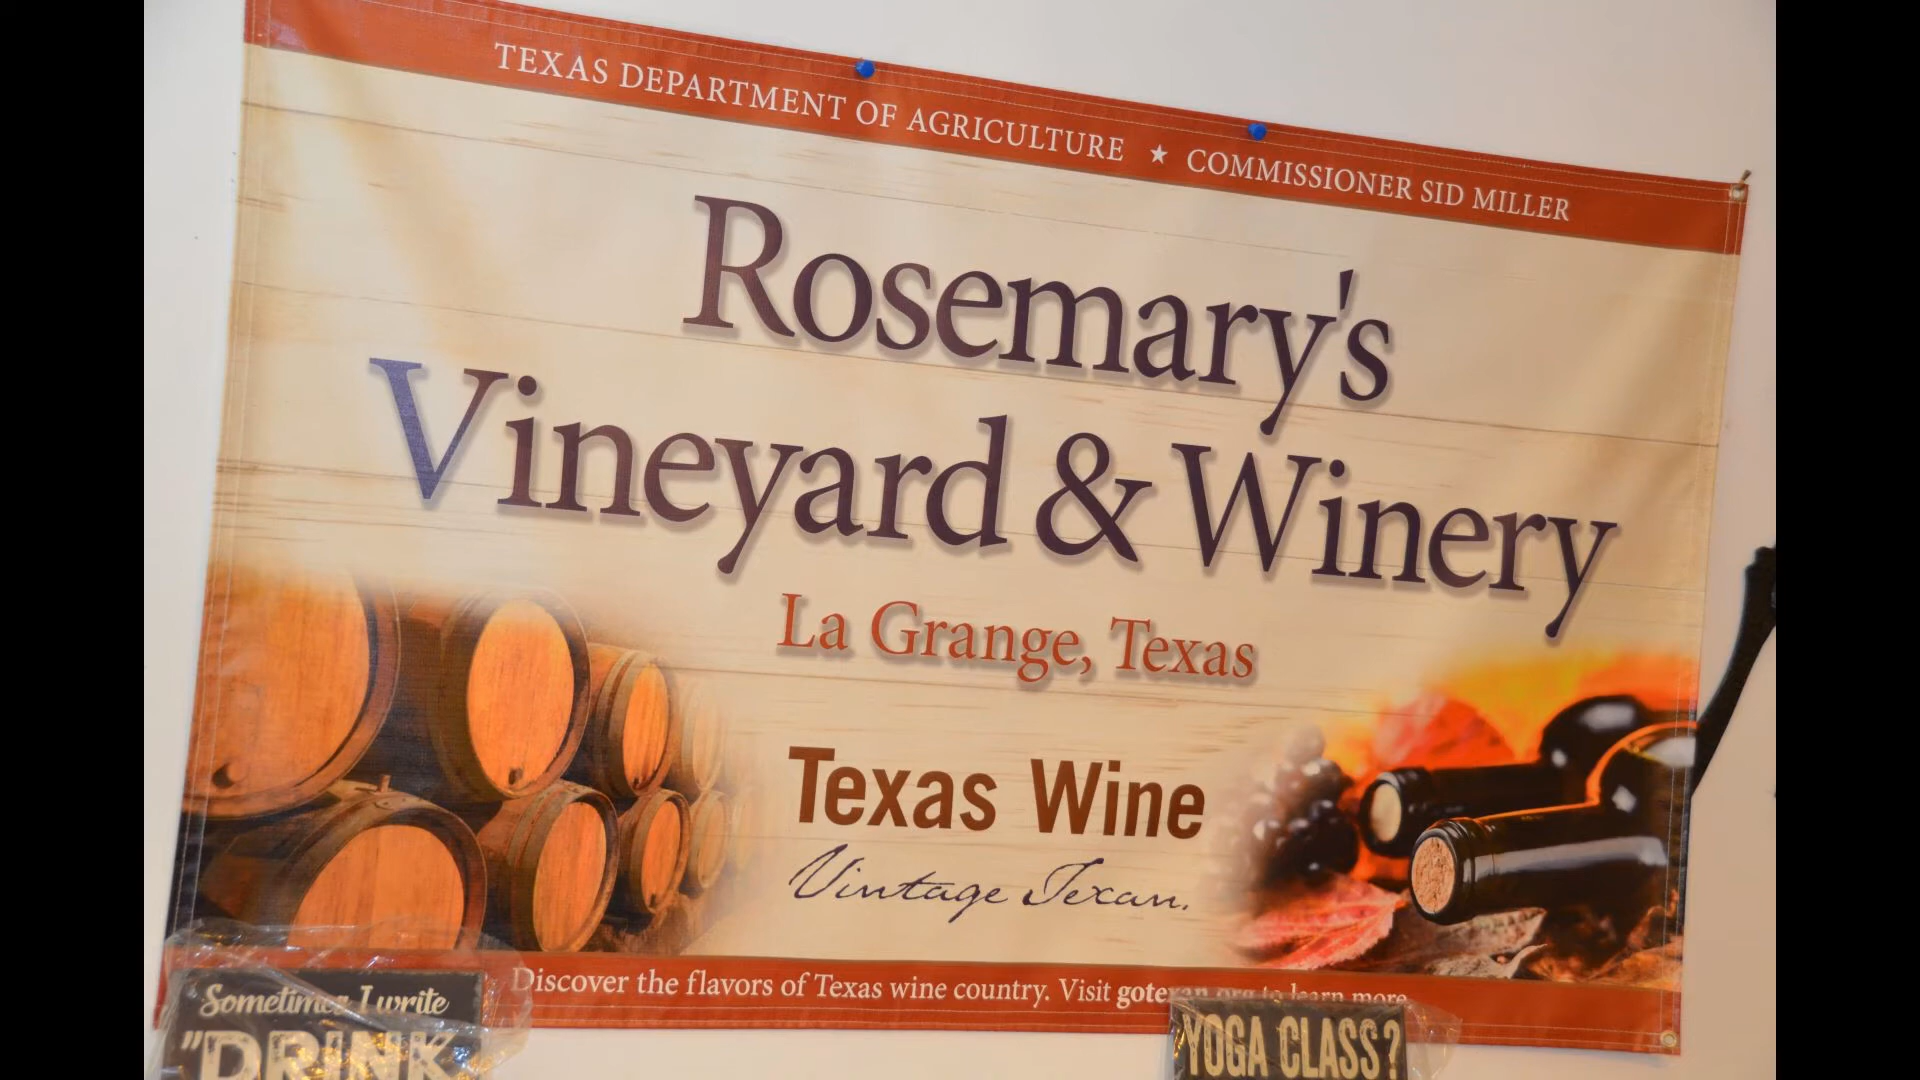 TEXAS DEPARTMENT OF AGRICULTURE ★ COMMISSIONER SID MILLER
Rosemary's
Vineyard & Winery
La Grange, Texas
Texas Wine
Vintage Texan.
Discover the flavors of Texas wine country. Visit gotexan.org to learn more
Sometimes I write
"DRINK
YOGA CLASS?